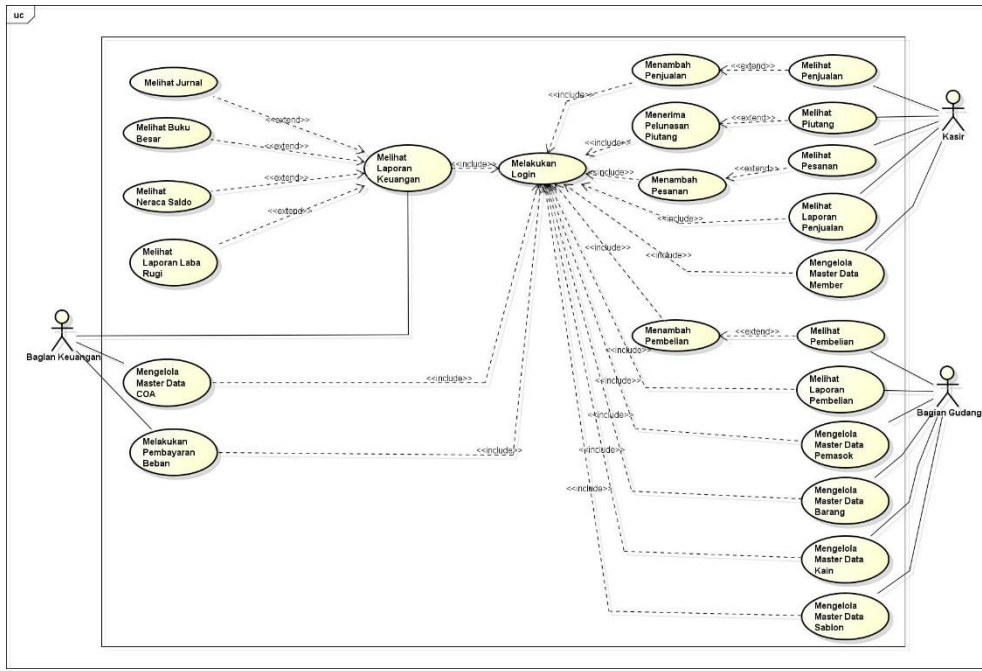 uc
Melihat Jurnal
<<extend>>
Melihat Buku
Besar
<<extend>>
Melihat
Neraca Saldo
<<extend>>
Melihat
Laporan Laba
Rugi
<<extend>>
Melihat
Laporan
Keuangan
<<include>>
Melakukan
Login
Bagian Keuangan
Mengelola
Master Data
COA
<<include>>
Melakukan
Pembayaran
Beban
<<include>>
Menambah
Penjualan
<<extend>>
Melihat
Penjualan
<<include>>
Menerima
Pelunasan
Piutang
<<extend>>
Melihat
Piutang
<<include>>
Menambah
Pesanan
<<extend>>
Melihat
Pesanan
<<include>>
Melihat
Laporan
Penjualan
<<include>>
Mengelola
Master Data
Member
<<include>>
Kasir
Menambah
Pembelian
<<extend>>
Melihat
Pembelian
<<include>>
Melihat
Laporan
Pembelian
<<include>>
Mengelola
Master Data
Pemasok
<<include>>
Mengelola
Master Data
Barang
<<include>>
Mengelola
Master Data
Kain
<<include>>
Mengelola
Master Data
Sablon
<<include>>
Bagian Gudang